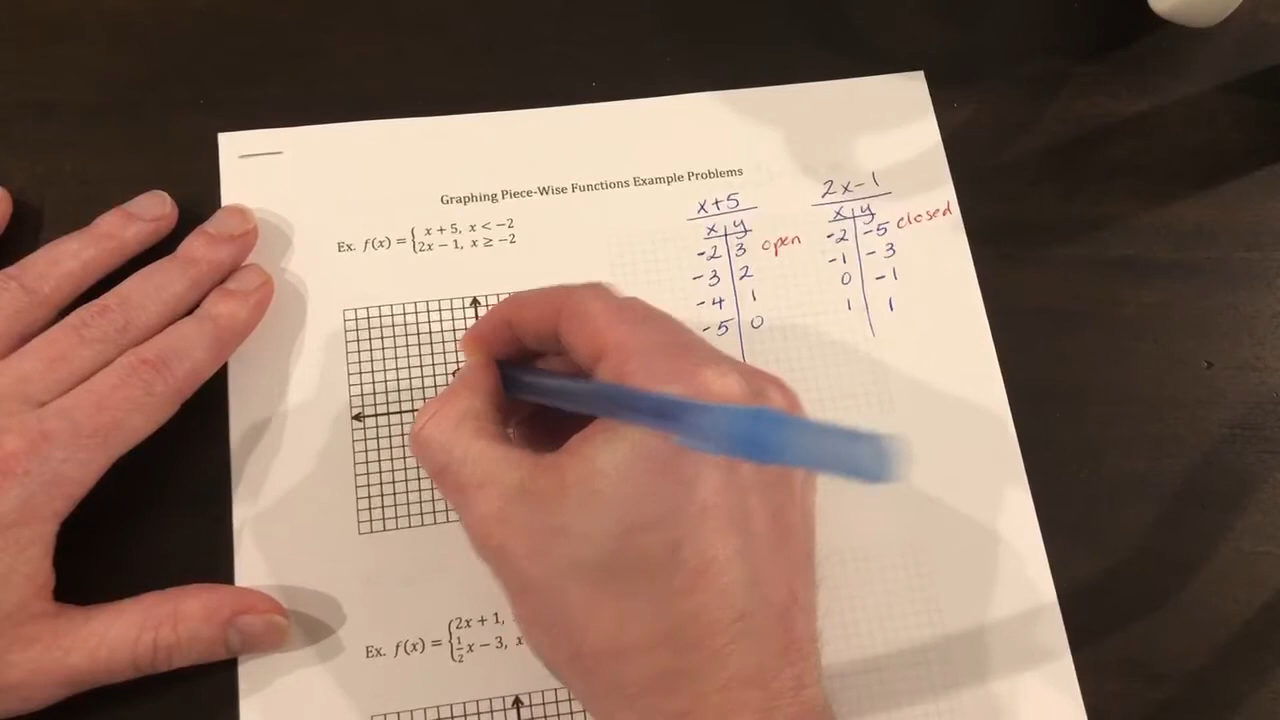 Graphing Piece-Wise Functions Example Problems
Ex. f(x) = { x + 5, x < −2
2x − 1, x ≥ −2
x+5
x | y
-2 | 3 open
-3 | 2
-4 | 1
-5 | 0
2x-1
x | y
-2 | -5 closed
-1 | -3
0 | -1
1 | 1
Ex. f(x) = { 2x + 1,
1/2 x − 3, x